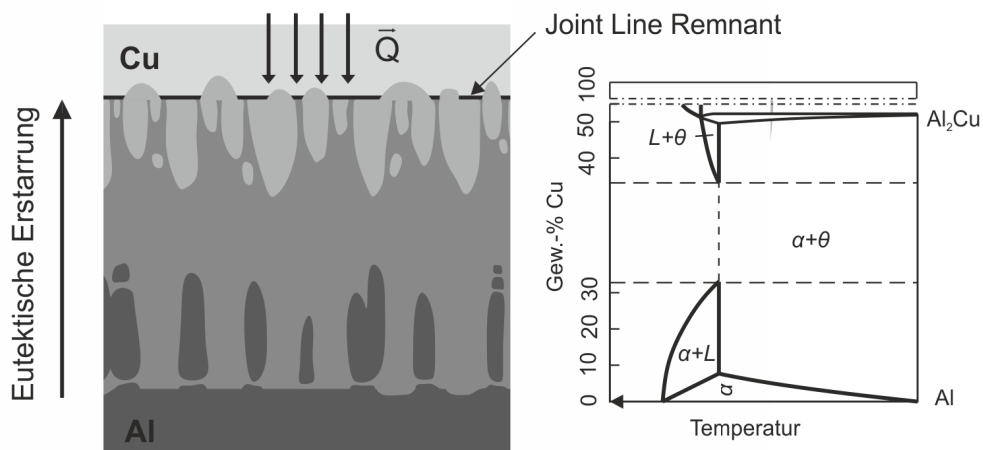 Joint Line Remnant
Cu
Q
Eutektische Erstarrung
Al
Gew.-% Cu
100
50
40
30
20
10
0
L+θ
α+θ
α+L
α
Al₂Cu
Al
Temperatur